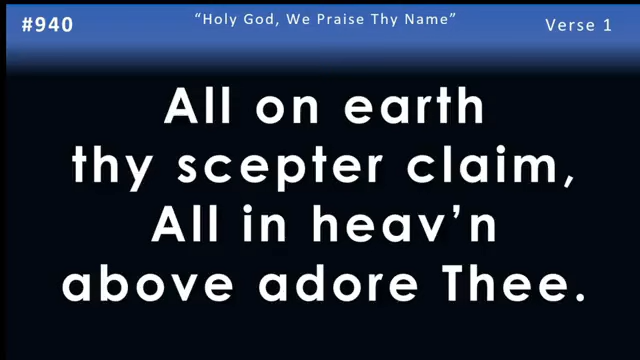 #940 "Holy God, We Praise Thy Name" Verse 1
All on earth
thy scepter claim,
All in heav’n
above adore Thee.